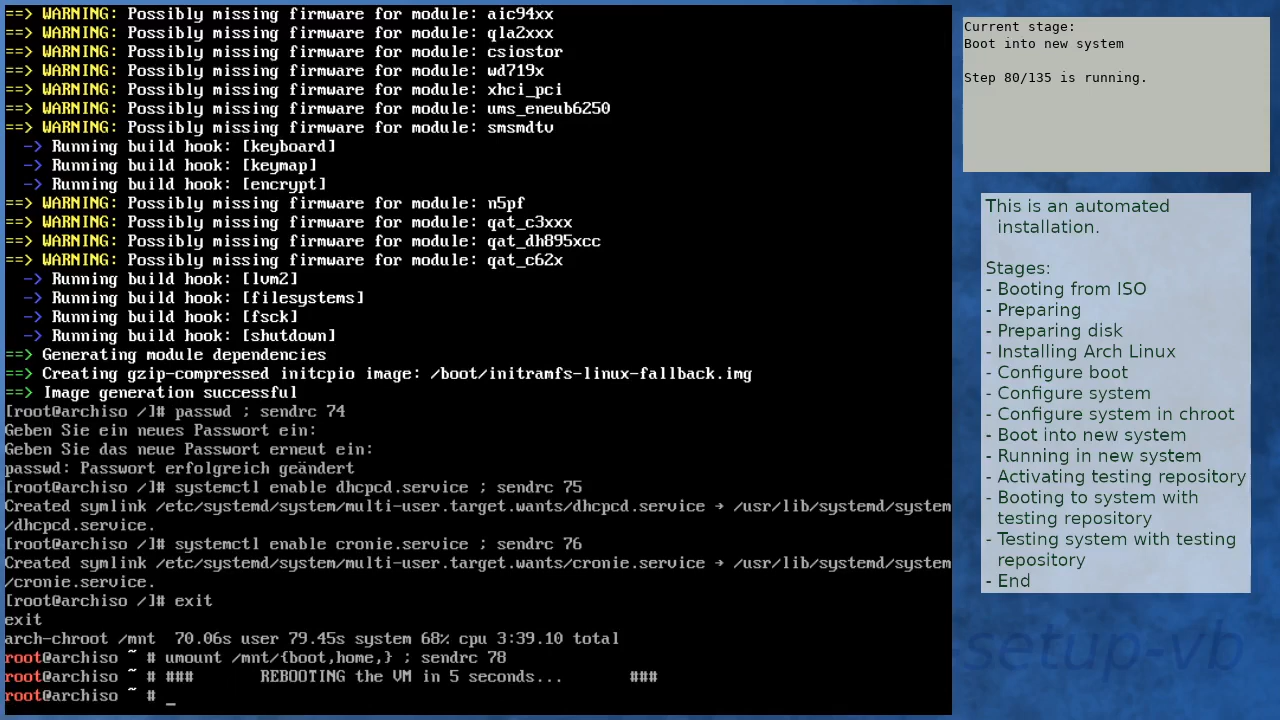 ==> WARNING: Possibly missing firmware for module: aic94xx
==> WARNING: Possibly missing firmware for module: qla2xxx
==> WARNING: Possibly missing firmware for module: csiostor
==> WARNING: Possibly missing firmware for module: wd719x
==> WARNING: Possibly missing firmware for module: xhci_pci
==> WARNING: Possibly missing firmware for module: ums_eneub6250
==> WARNING: Possibly missing firmware for module: smsmdtv
  -> Running build hook: [keyboard]
  -> Running build hook: [keymap]
  -> Running build hook: [encrypt]
==> WARNING: Possibly missing firmware for module: n5pf
==> WARNING: Possibly missing firmware for module: qat_c3xxx
==> WARNING: Possibly missing firmware for module: qat_dh895xcc
==> WARNING: Possibly missing firmware for module: qat_c62x
  -> Running build hook: [lvm2]
  -> Running build hook: [filesystems]
  -> Running build hook: [fsck]
  -> Running build hook: [shutdown]
==> Generating module dependencies
==> Creating gzip-compressed initcpio image: /boot/initramfs-linux-fallback.img
==> Image generation successful
[root@archiso /]# passwd ; sendrc 74
Geben Sie ein neues Passwort ein:
Geben Sie das neue Passwort erneut ein:
passwd: Passwort erfolgreich geändert
[root@archiso /]# systemctl enable dhcpcd.service ; sendrc 75
Created symlink /etc/systemd/system/multi-user.target.wants/dhcpcd.service → /usr/lib/systemd/system
/dhcpcd.service.
[root@archiso /]# systemctl enable cronie.service ; sendrc 76
Created symlink /etc/systemd/system/multi-user.target.wants/cronie.service → /usr/lib/systemd/system
/cronie.service.
[root@archiso /]# exit
exit
arch-chroot /mnt  70.06s user 79.45s system 68% cpu 3:39.10 total
root@archiso ~ # umount /mnt/{boot,home,} ; sendrc 78
root@archiso ~ # ###       REBOOTING the VM in 5 seconds...       ###
root@archiso ~ # _
Current stage:
Boot into new system
Step 80/135 is running.
This is an automated
installation.
Stages:
- Booting from ISO
- Preparing
- Preparing disk
- Installing Arch Linux
- Configure boot
- Configure system
- Configure system in chroot
- Boot into new system
- Running in new system
- Activating testing repository
- Booting to system with
testing repository
- Testing system with testing
repository
- End
setup-vb